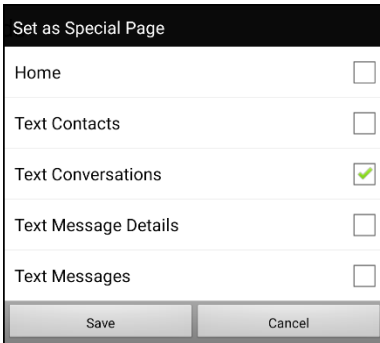 Set as Special Page
Home
Text Contacts
Text Conversations
Text Message Details
Text Messages
Save
Cancel